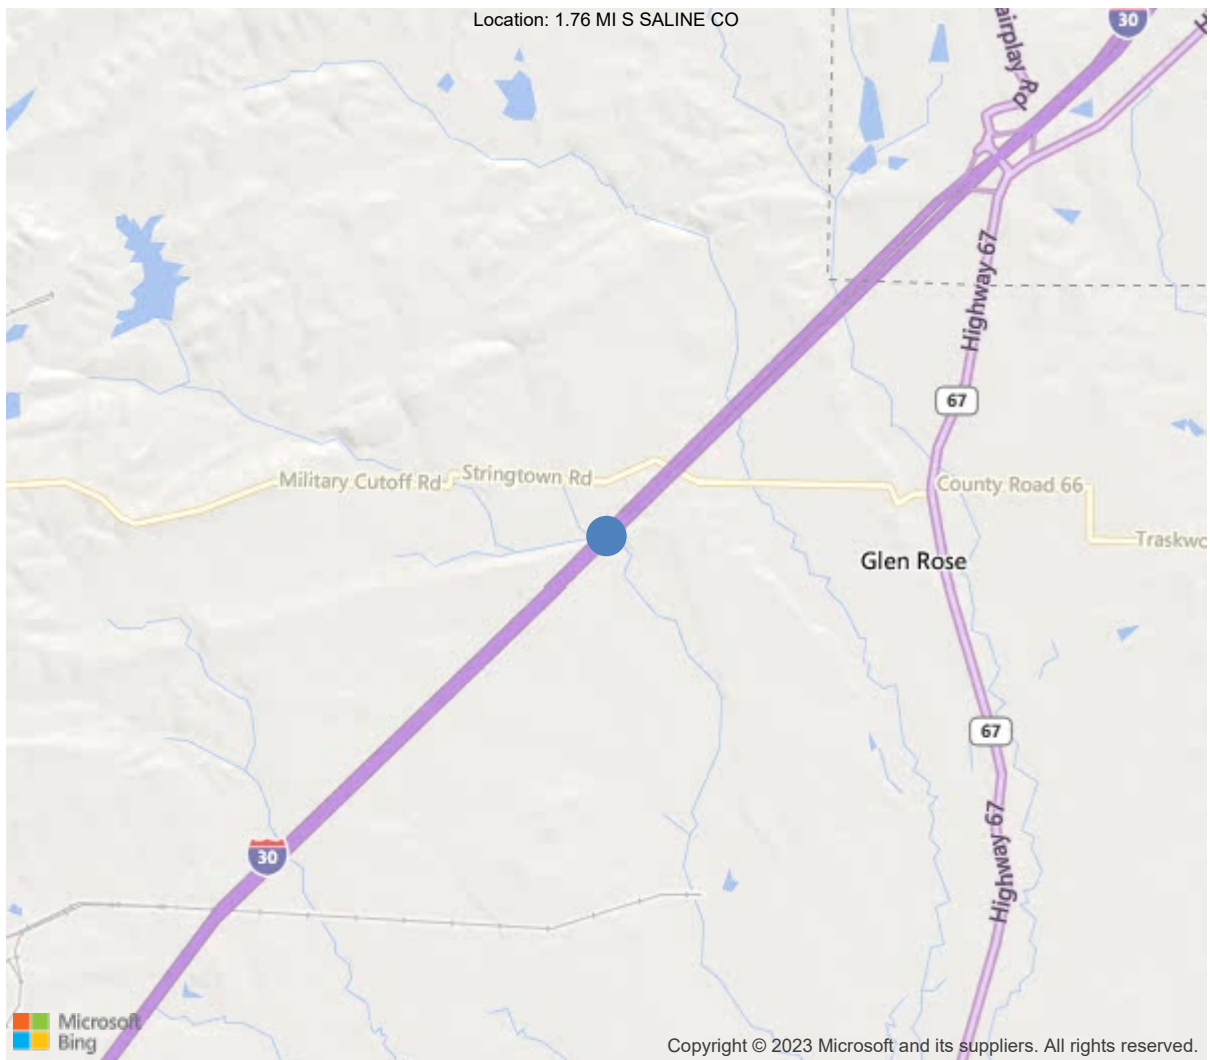 Location: 1.76 MI S SALINE CO
30
airplay Rd
Highway 67
67
Military Cutoff Rd
Stringtown Rd
County Road 66
Traskwo
Glen Rose
67
Highway 67
30
Microsoft
Bing
Copyright © 2023 Microsoft and its suppliers. All rights reserved.